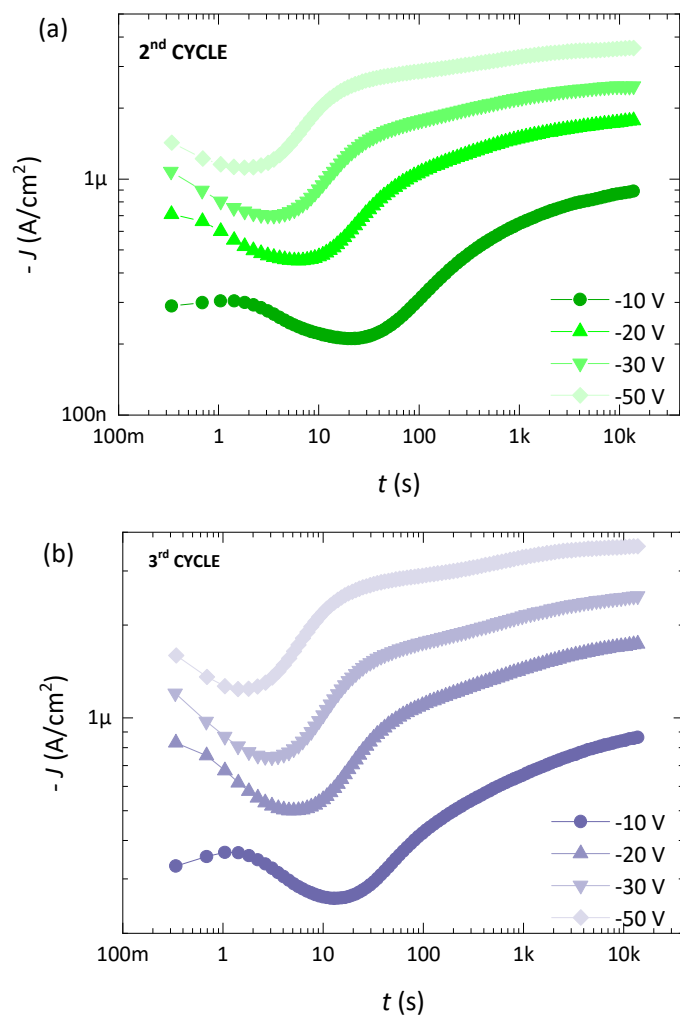 (a)
2nd CYCLE
1µ
100n
- J (A/cm²)
-10 V
-20 V
-30 V
-50 V
100m 1 10 100 1k 10k
t (s)
(b)
3rd CYCLE
1µ
- J (A/cm²)
-10 V
-20 V
-30 V
-50 V
100m 1 10 100 1k 10k
t (s)